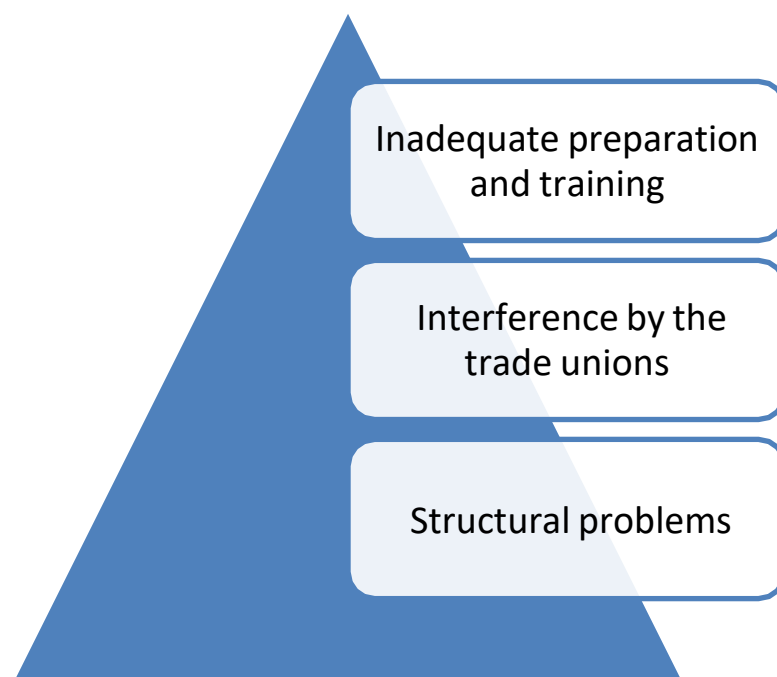 Inadequate preparation
and training
Interference by the
trade unions
Structural problems